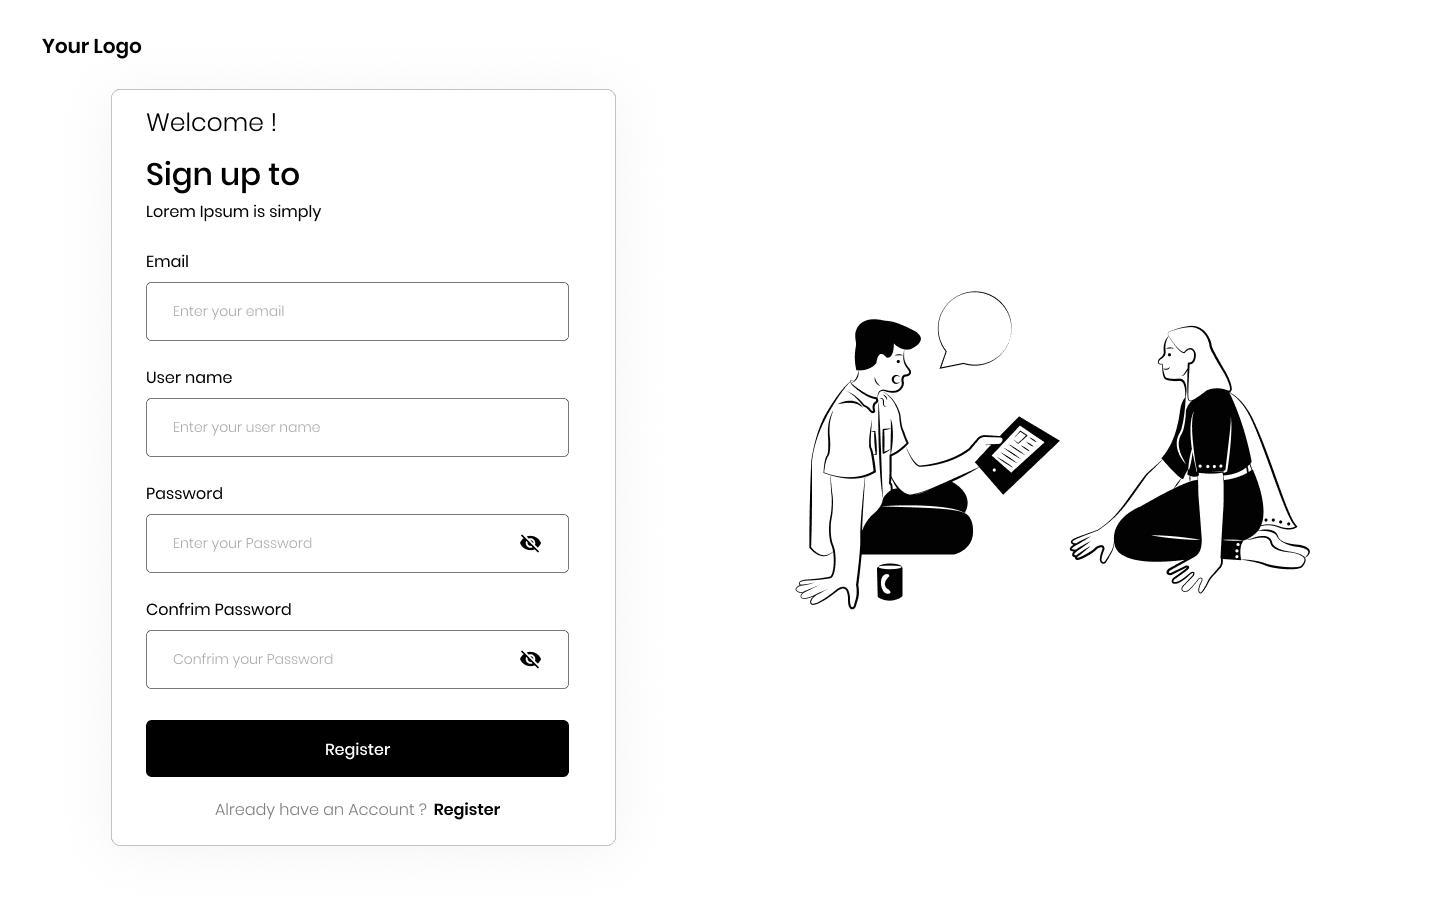 Your Logo
Welcome !
Sign up to
Lorem Ipsum is simply
Email
Enter your email
User name
Enter your user name
Password
Enter your Password
Confrim Password
Confrim your Password
Register
Already have an Account ? Register